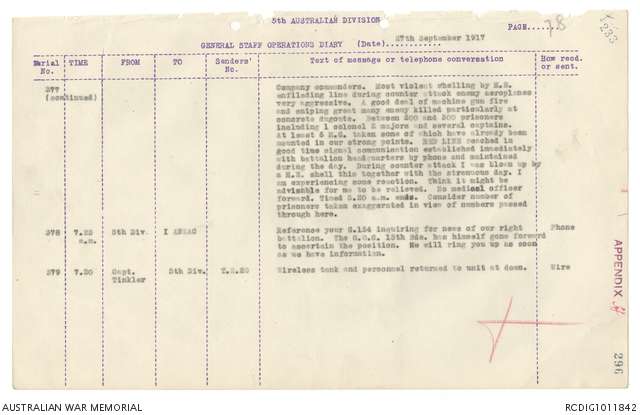 5th AUSTRALIAN DIVISION
PAGE.... 78
27th September 1917
GENERAL STAFF OPERATIONS DIARY (Date)............
Serial No. TIME FROM TO Senders' No. Text of message or telephone conversation How recd. or sent.
377 (continued) Company commanders. Most violent shelling by H.E.
enfilading line during counter attack enemy aeroplanes
very aggressive. A good deal of machine gun fire
and sniping great many enemy killed particularly at
concrete dugouts. Between 200 and 300 prisoners
including 1 colonel 2 majors and several captains.
At least 6 M.G. taken some of which have already been
mounted in our strong points. RED LINE reached in
good time signal communication established immediately
with battalion headquarters by phone and maintained
during the day. During counter attack I was blown up by
a H.E. shell this together with the strenuous day. I
am experiencing some reaction. Think it might be
advisable for me to be relieved. No medical officer
forward. Timed 5.20 a.m. ends. Consider number of
prisoners taken exaggerated in view of numbers passed
through here.
378 7.25 a.m. 5th Div. I ANZAC Reference your G.154 inquiring for news of our right Phone
battalion. The G.O.C. 15th Bde. has himself gone forward
to ascertain the position. He will ring you up as soon
as we have information.
379 7.20 Capt. Tinkler 5th Div. T.E.20 Wireless tank and personnel returned to unit at dawn. Wire
APPENDIX
296
AUSTRALIAN WAR MEMORIAL
RCDIG1011842